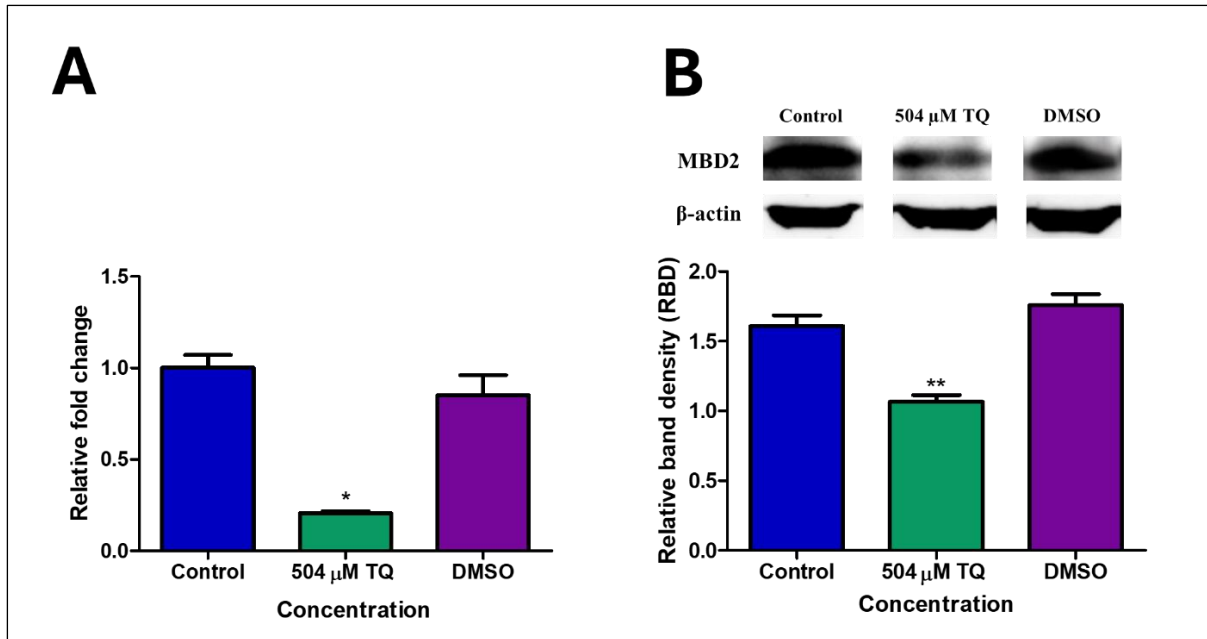 A
1.5
1.0
0.5
0.0
Relative fold change
*
Control
504 μM TQ
DMSO
Concentration
B
Control
504 μM TQ
DMSO
MBD2
β-actin
2.0
1.5
1.0
0.5
0.0
Relative band density (RBD)
**
Control
504 μM TQ
DMSO
Concentration